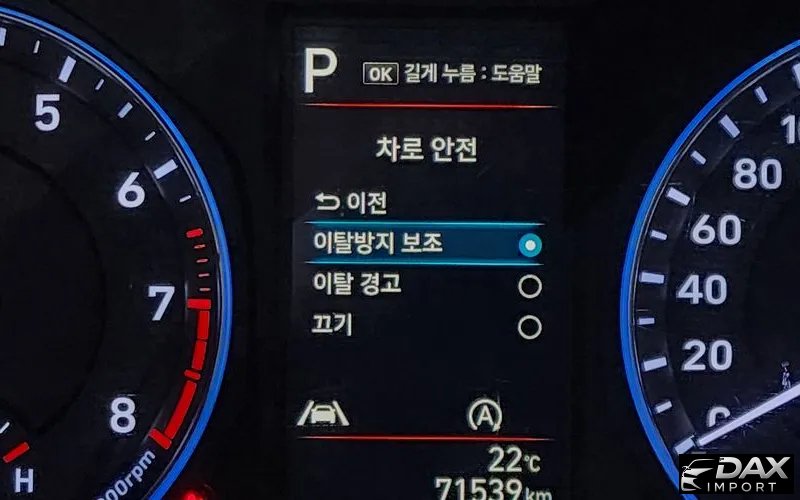 P
OK 길게 누름 : 도움말
차로 안전
이전
이탈방지 보조
이탈 경고
끄기
A
22℃
71539km
5
6
7
8
H
000rpm
80
60
40
20
0
DAX
IMPORT